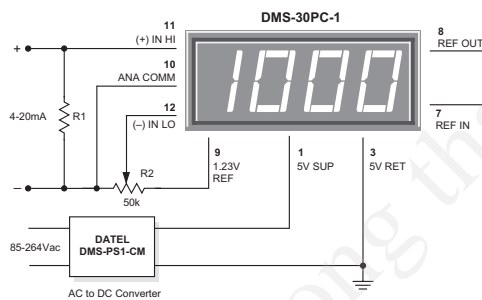 DMS-30PC-1
11
(+) IN HI
8
REF OUT
+
10
ANA COMM
1000
12
(–) IN LO
4-20mA
R1
7
REF IN
9
1.23V
REF
1
5V SUP
3
5V RET
–
R2
50k
85-264Vac
DATEL
DMS-PS1-CM
AC to DC Converter